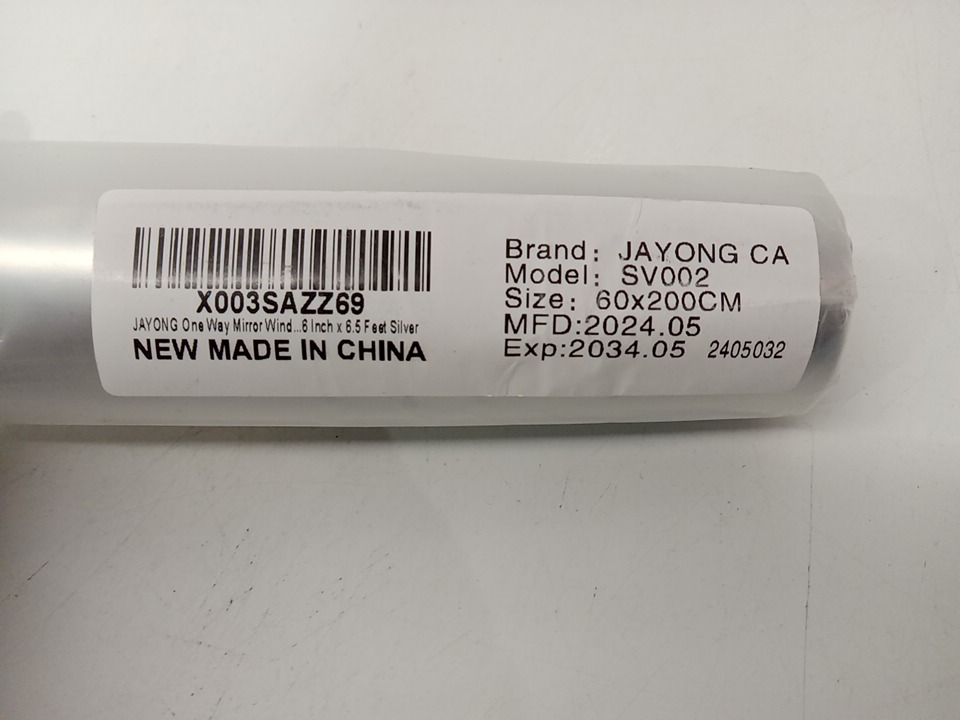 X003SAZZ69
JAYONG One Way Mirror Wind...6 Inch x 6.5 Feet Silver
NEW MADE IN CHINA
Brand: JAYONG CA
Model: SV002
Size: 60x200CM
MFD:2024.05
Exp:2034.05 2405032